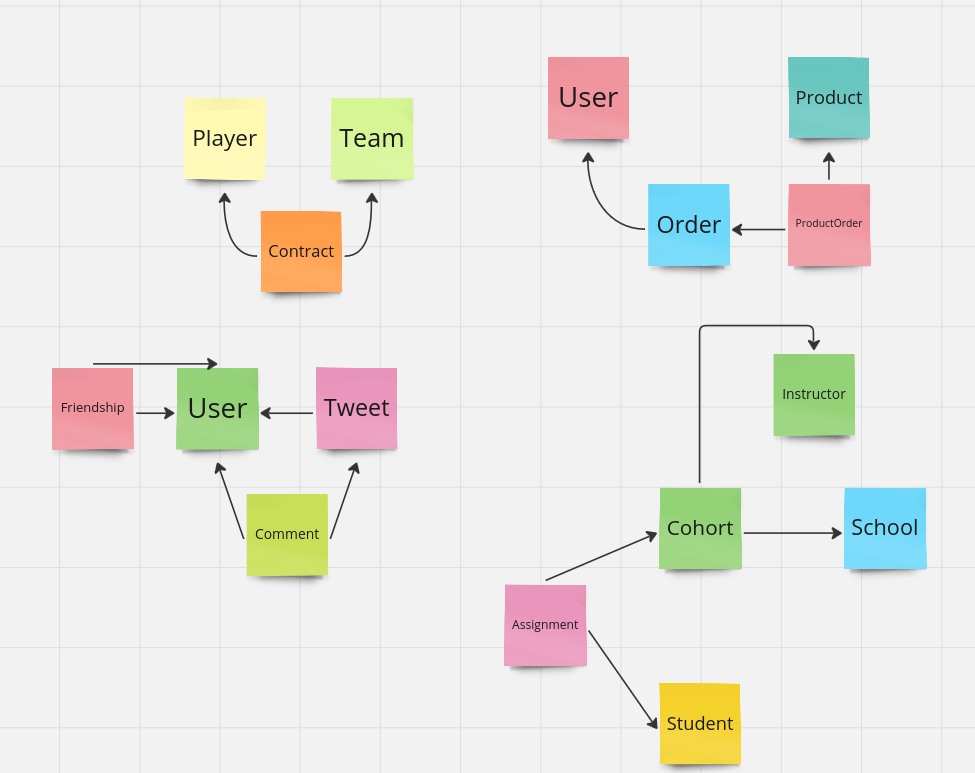 Player
Team
Contract
User
Product
Order
ProductOrder
Friendship
User
Tweet
Comment
Instructor
Cohort
School
Assignment
Student